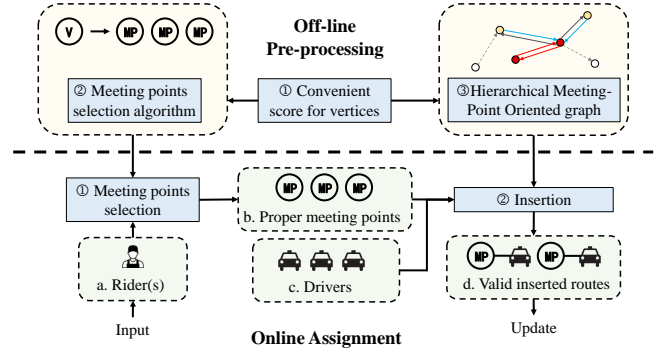 Off-line
Pre-processing
V MP MP MP
② Meeting points
selection algorithm
① Convenient
score for vertices
③Hierarchical Meeting-
Point Oriented graph
① Meeting points
selection
MP MP MP
b. Proper meeting points
② Insertion
a. Rider(s)
c. Drivers
MP MP
d. Valid inserted routes
Input
Online Assignment
Update